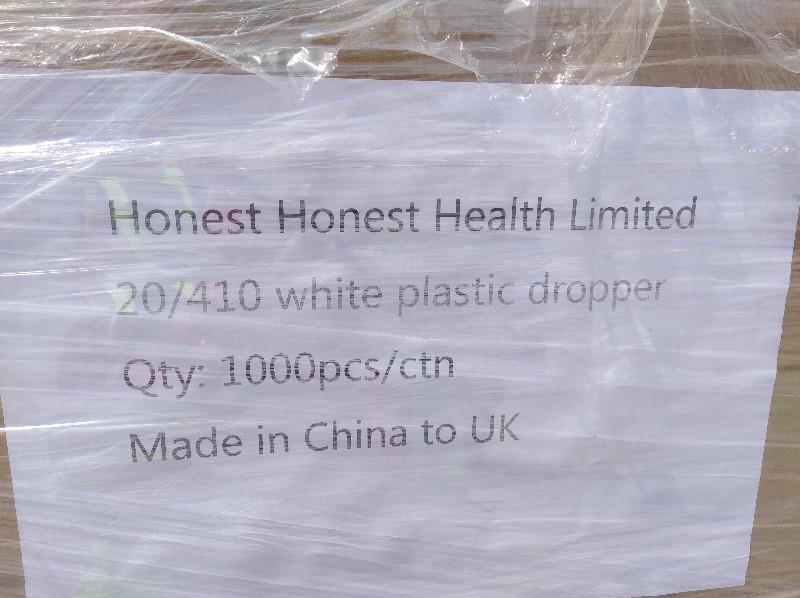 Honest Honest Health Limited
20/410 white plastic dropper
Qty: 1000pcs/ctn
Made in China to UK